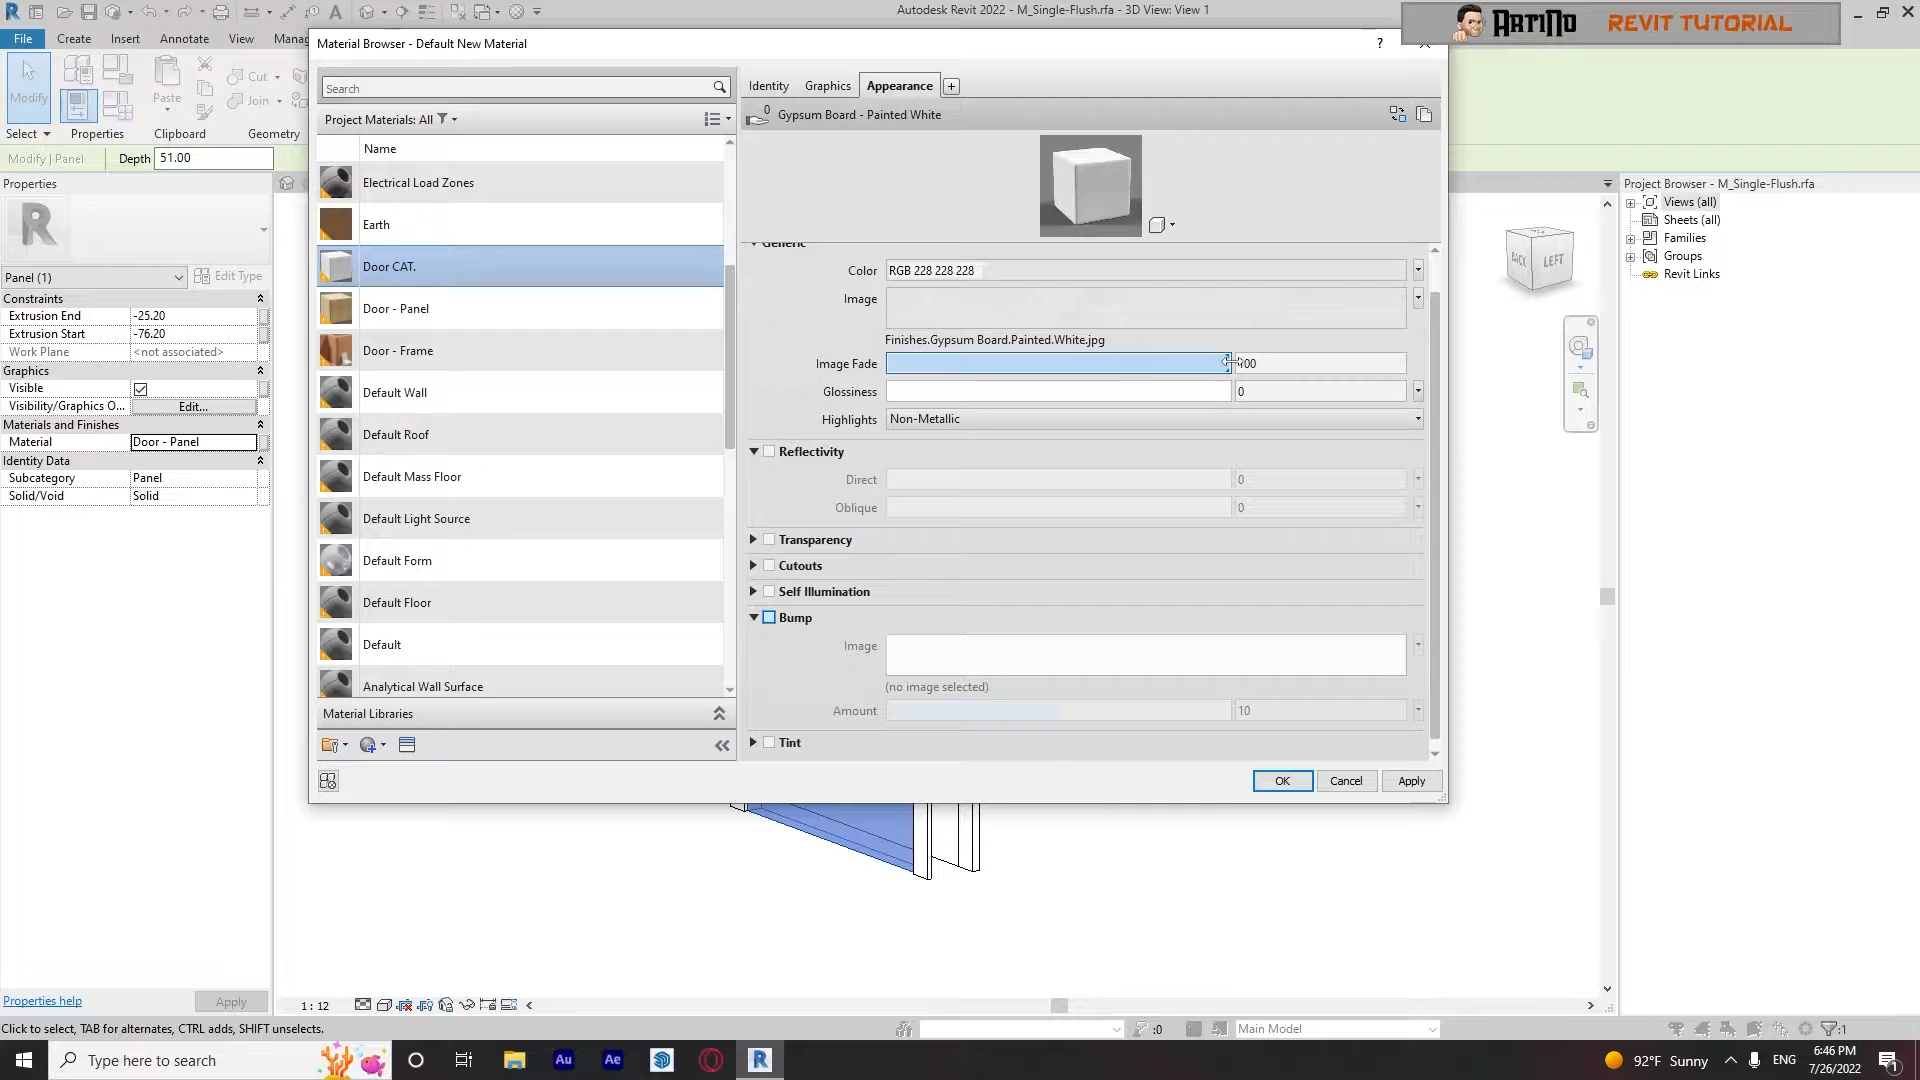 Autodesk Revit 2022 - M_Single-Flush.rfa - 3D View: View 1
ARTINO REVIT TUTORIAL
File Create Insert Annotate View Manag
Modify
Paste
Cut
Join
Select Properties Clipboard Geometry
Modify | Panel Depth 51.00
Properties
Panel (1) Edit Type
Constraints
Extrusion End -25.20
Extrusion Start -76.20
Work Plane <not associated>
Graphics
Visible
Visibility/Graphics O... Edit...
Materials and Finishes
Material Door - Panel
Identity Data
Subcategory Panel
Solid/Void Solid
Properties help Apply
Material Browser - Default New Material
?
Search
Project Materials: All
Name
Electrical Load Zones
Earth
Door CAT.
Door - Panel
Door - Frame
Default Wall
Default Roof
Default Mass Floor
Default Light Source
Default Form
Default Floor
Default
Analytical Wall Surface
Material Libraries
Identity Graphics Appearance +
0
Gypsum Board - Painted White
Generic
Color RGB 228 228 228
Image
Finishes.Gypsum Board.Painted.White.jpg
Image Fade 100
Glossiness 0
Highlights Non-Metallic
Reflectivity
Direct 0
Oblique 0
Transparency
Cutouts
Self Illumination
Bump
Image
(no image selected)
Amount 10
Tint
OK Cancel Apply
BACK LEFT
Project Browser - M_Single-Flush.rfa
Views (all)
Sheets (all)
Families
Groups
Revit Links
1 : 12
Click to select, TAB for alternates, CTRL adds, SHIFT unselects.
:0 Main Model :1
Type here to search
Au Ae R
92°F Sunny ENG
6:46 PM
7/26/2022
1